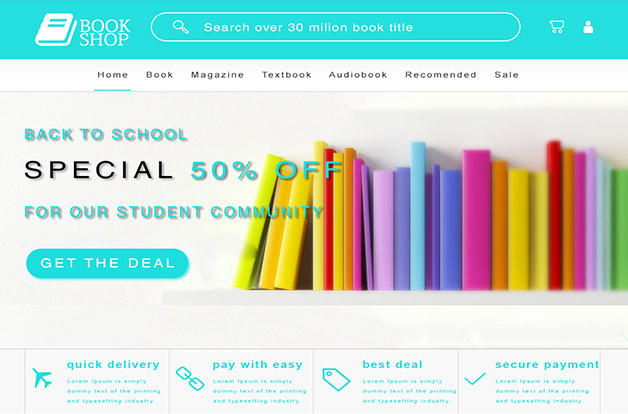 BOOK
SHOP
Search over 30 milion book title
Home Book Magazine Textbook Audiobook Recomended Sale
BACK TO SCHOOL
SPECIAL 50% OFF
FOR OUR STUDENT COMMUNITY
GET THE DEAL
quick delivery
Lorem Ipsum is simply
dummy text of the printing
and typesetting industry.
pay with easy
Lorem Ipsum is simply
dummy text of the printing
and typesetting industry.
best deal
Lorem Ipsum is simply
dummy text of the printing
and typesetting industry.
secure payment
Lorem Ipsum is simply
dummy text of the printing
and typesetting industry.